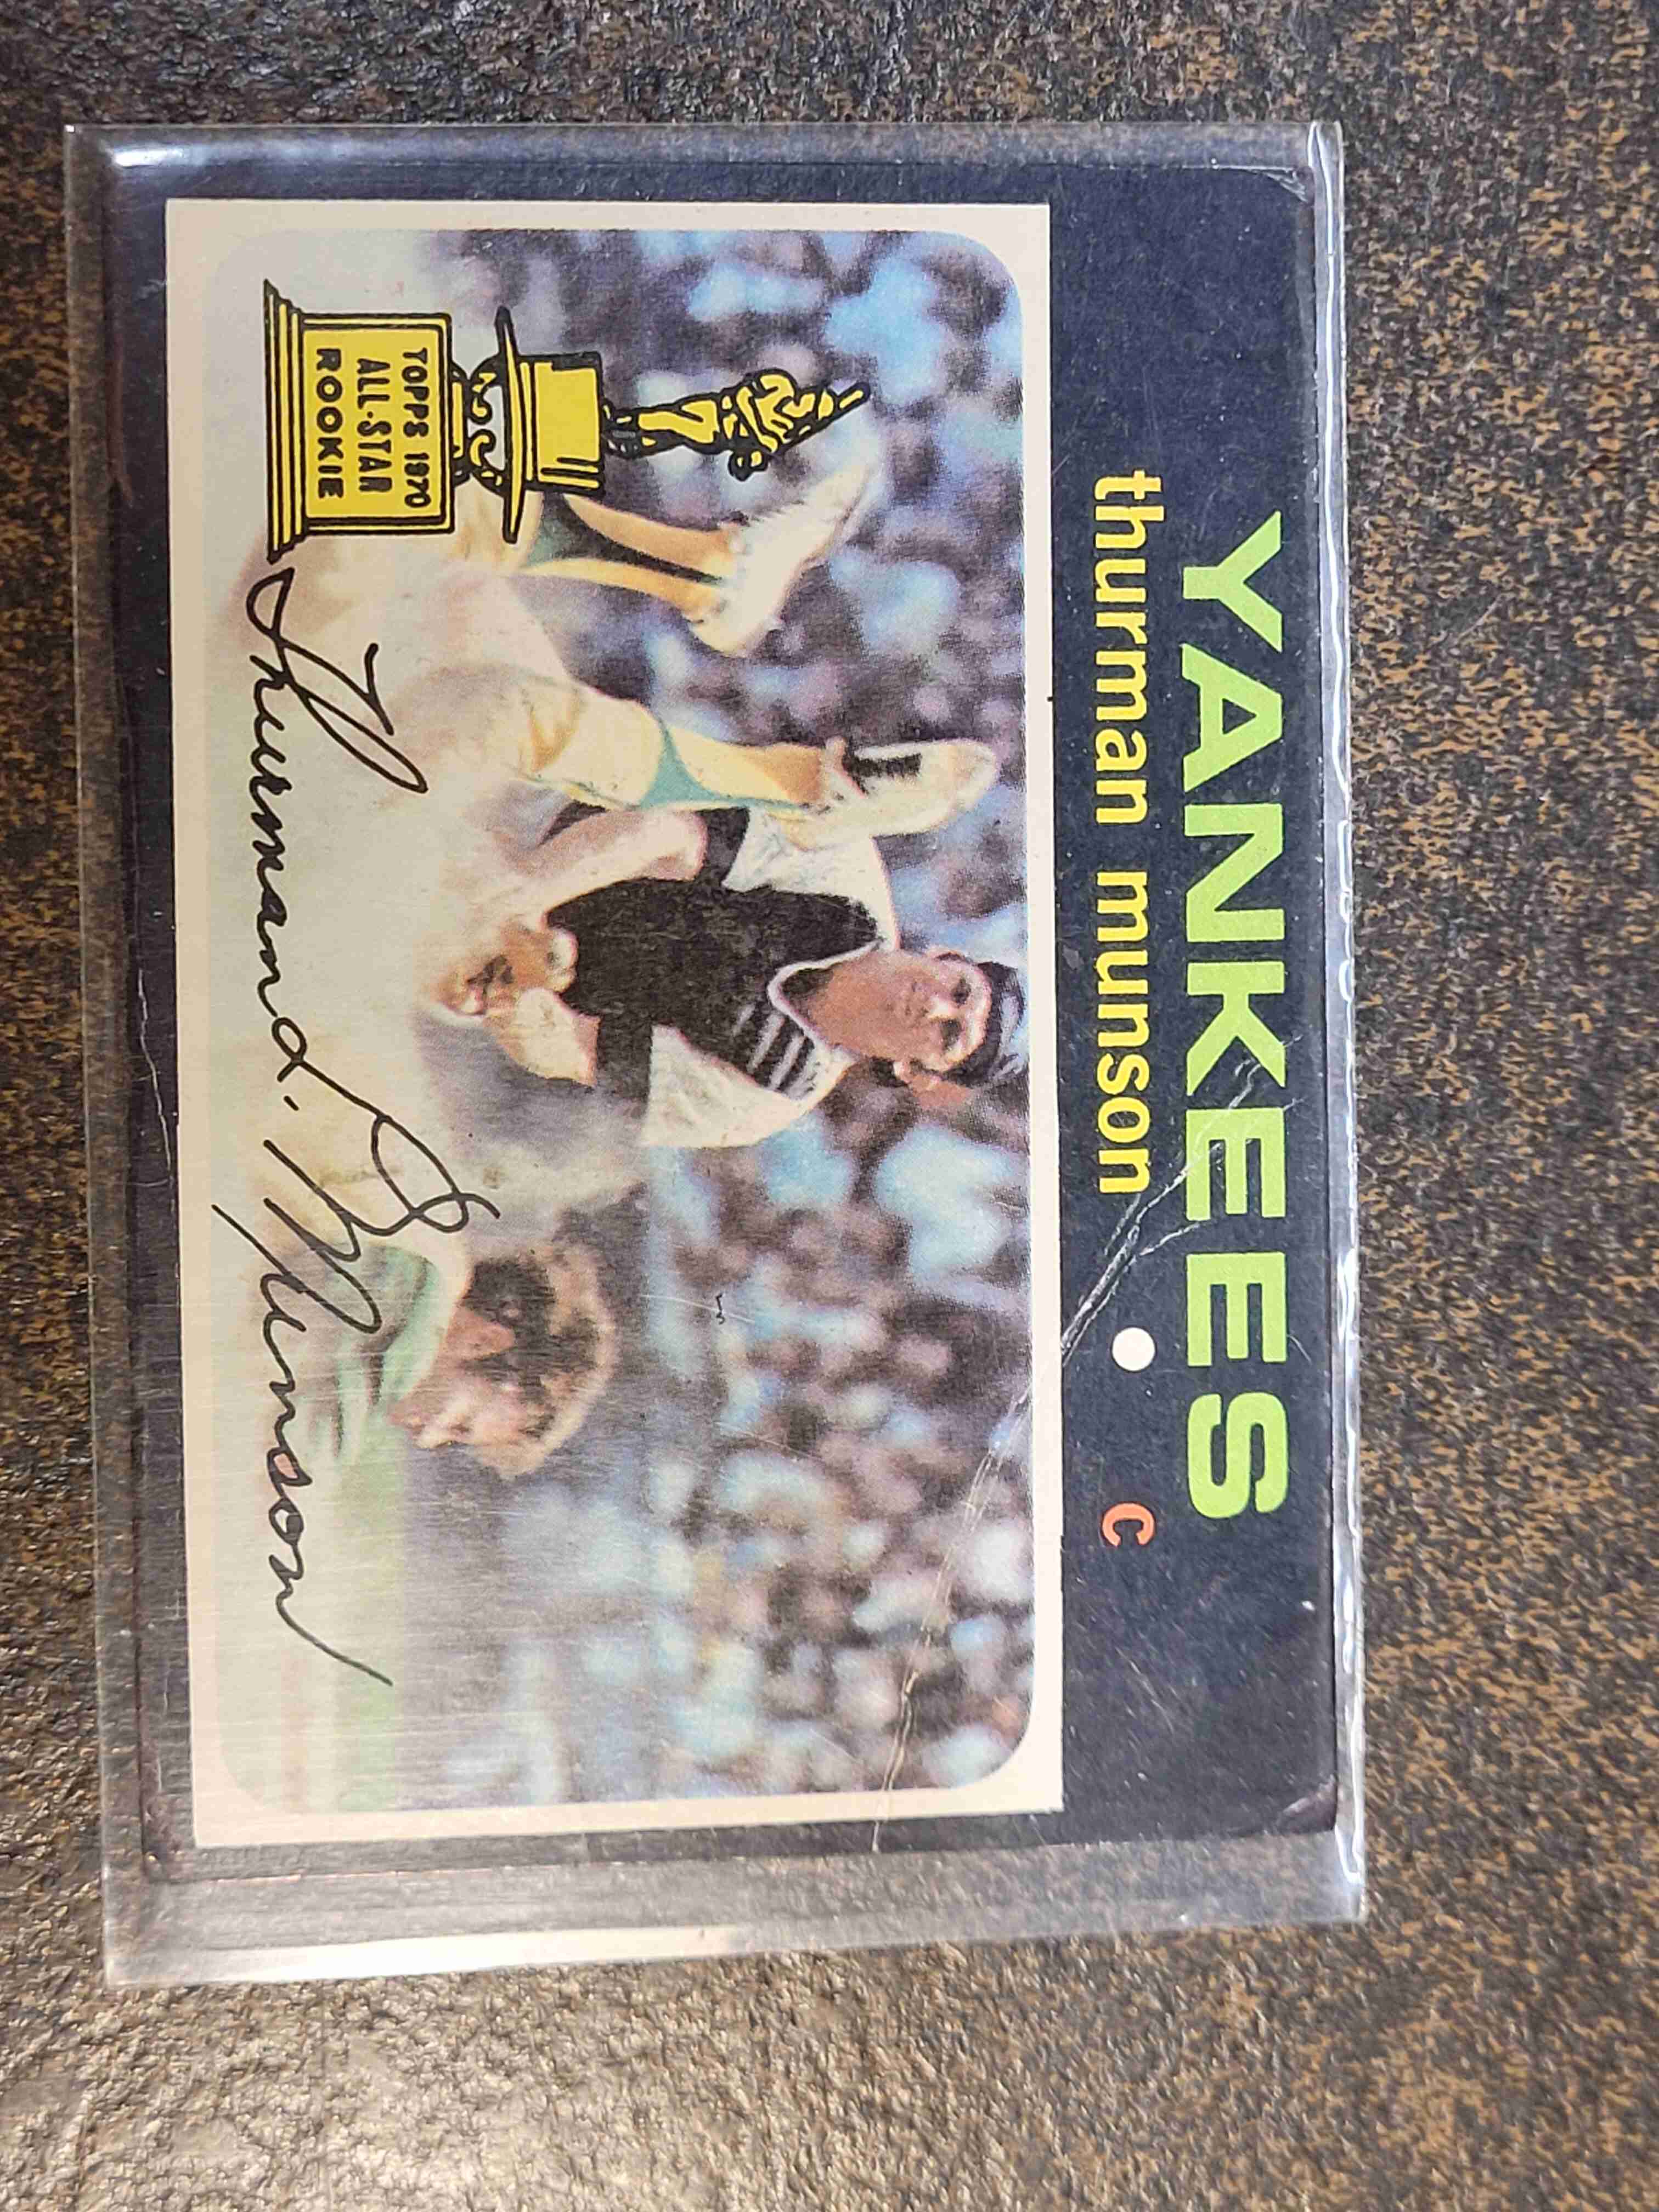 YANKEES
thurman munson • c
TOPPS 1970
ALL-STAR
ROOKIE
Thurman L. Munson